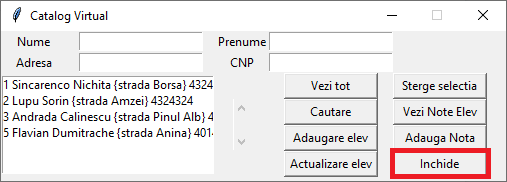 Catalog Virtual
Nume Prenume
Adresa CNP
1 Sincarenco Nichita {strada Borsa} 4324
2 Lupu Sorin {strada Amzei} 4324324
3 Andrada Calinescu {strada Pinul Alb} 4
5 Flavian Dumitrache {strada Anina} 401
Vezi tot Sterge selectia
Cautare Vezi Note Elev
Adaugare elev Adauga Nota
Actualizare elev Inchide